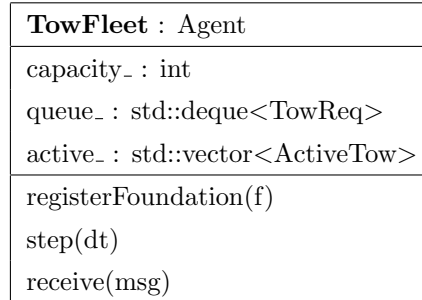 TowFleet : Agent
capacity_ : int
queue_ : std::deque<TowReq>
active_ : std::vector<ActiveTow>
registerFoundation(f)
step(dt)
receive(msg)